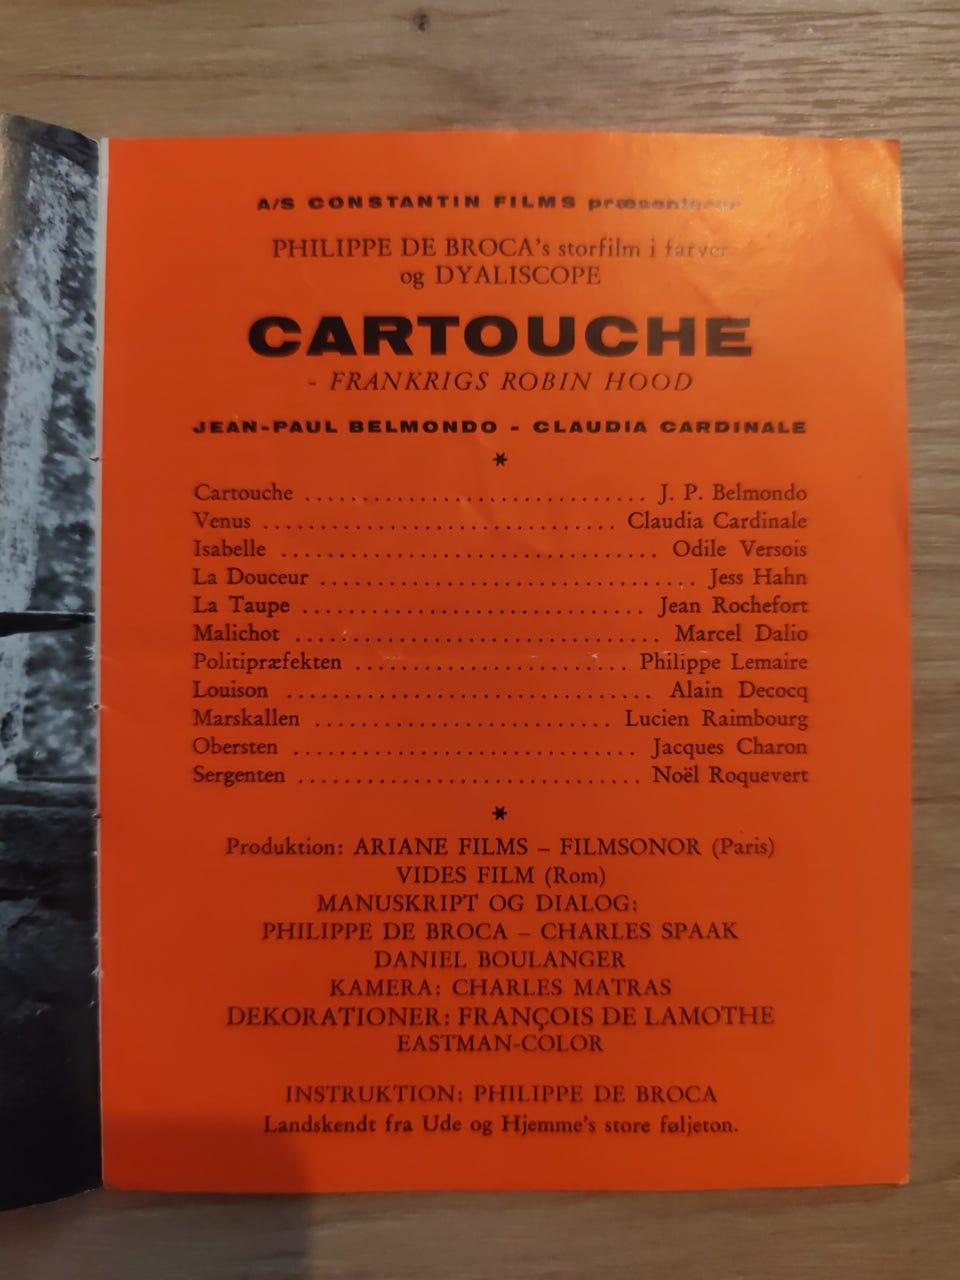 A/S CONSTANTIN FILMS præsenterer
PHILIPPE DE BROCA's storfilm i farver
og DYALISCOPE
CARTOUCHE
- FRANKRIGS ROBIN HOOD
JEAN-PAUL BELMONDO - CLAUDIA CARDINALE
*
Cartouche ................................ J. P. Belmondo
Venus ................................. Claudia Cardinale
Isabelle ................................... Odile Versois
La Douceur ................................... Jess Hahn
La Taupe ................................ Jean Rochefort
Malichot .................................. Marcel Dalio
Politipræfekten ......................... Philippe Lemaire
Louison .................................. Alain Decocq
Marskallen ............................ Lucien Raimbourg
Obersten ................................ Jacques Charon
Sergenten ................................ Noël Roquevert
*
Produktion: ARIANE FILMS – FILMSONOR (Paris)
VIDES FILM (Rom)
MANUSKRIPT OG DIALOG:
PHILIPPE DE BROCA – CHARLES SPAAK
DANIEL BOULANGER
KAMERA: CHARLES MATRAS
DEKORATIONER: FRANÇOIS DE LAMOTHE
EASTMAN-COLOR
INSTRUKTION: PHILIPPE DE BROCA
Landskendt fra Ude og Hjemme's store føljeton.